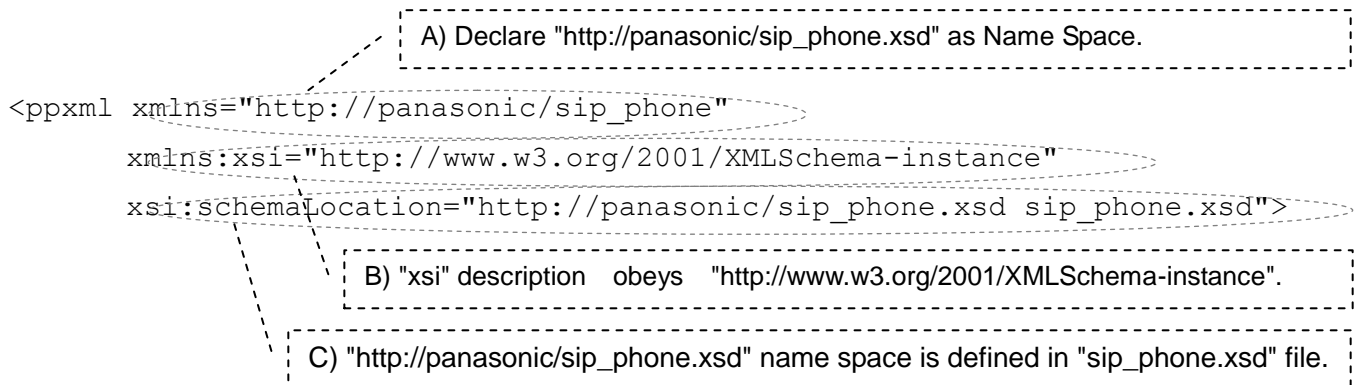 A) Declare "http://panasonic/sip_phone.xsd" as Name Space.
<ppxml xmlns="http://panasonic/sip_phone"
xmlns:xsi="http://www.w3.org/2001/XMLSchema-instance"
xsi:schemaLocation="http://panasonic/sip_phone.xsd sip_phone.xsd">
B) "xsi" description obeys "http://www.w3.org/2001/XMLSchema-instance".
C) "http://panasonic/sip_phone.xsd" name space is defined in "sip_phone.xsd" file.